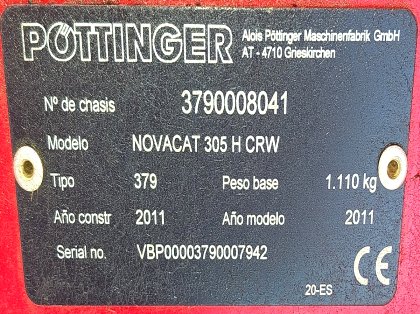 PÖTTINGER Alois Pöttinger Maschinenfabrik GmbH
AT - 4710 Grieskirchen
Nº de chasis 3790008041
Modelo NOVACAT 305 H CRW
Tipo 379 Peso base 1.110 kg
Año constr 2011 Año modelo 2011
Serial no. VBP00003790007942
CE
20-ES